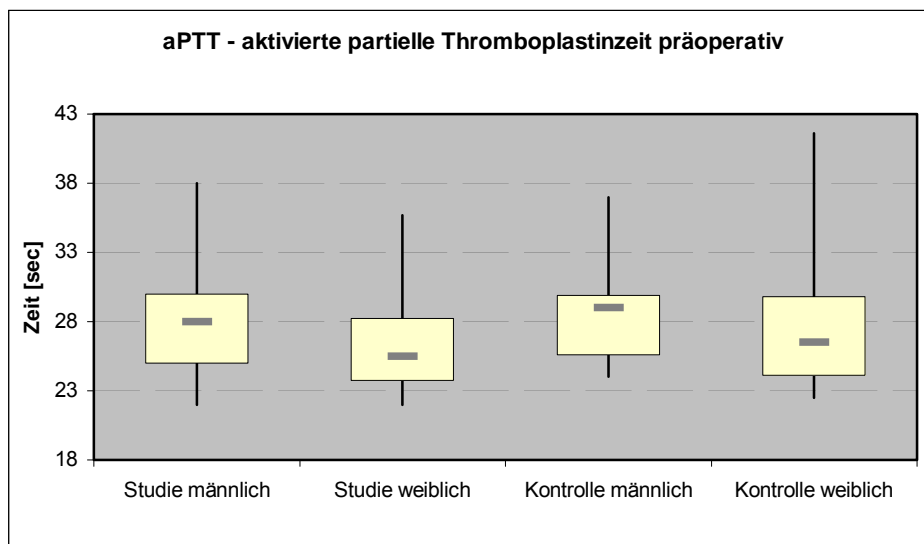 aPTT - aktivierte partielle Thromboplastinzeit präoperativ
Zeit [sec]
43
38
33
28
23
18
Studie männlich Studie weiblich Kontrolle männlich Kontrolle weiblich